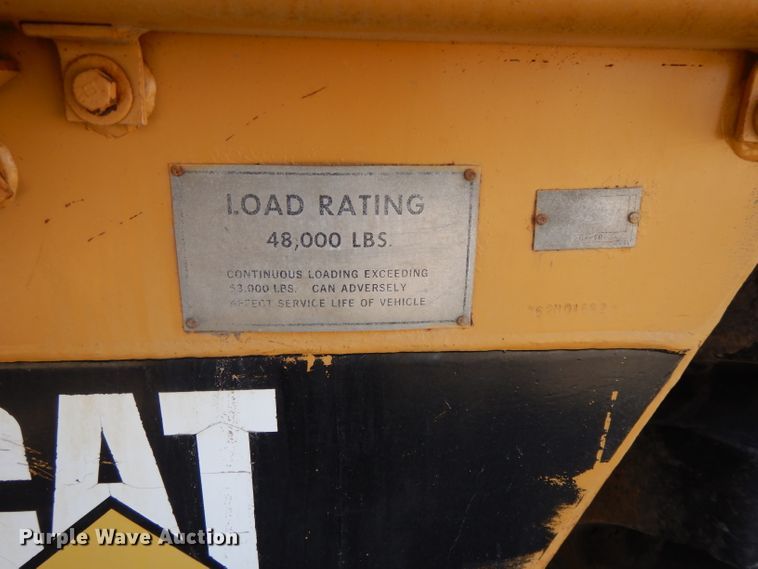 LOAD RATING
48,000 LBS.
CONTINUOUS LOADING EXCEEDING
53,000 LBS. CAN ADVERSELY
AFFECT SERVICE LIFE OF VEHICLE
CAT
Purple Wave Auction